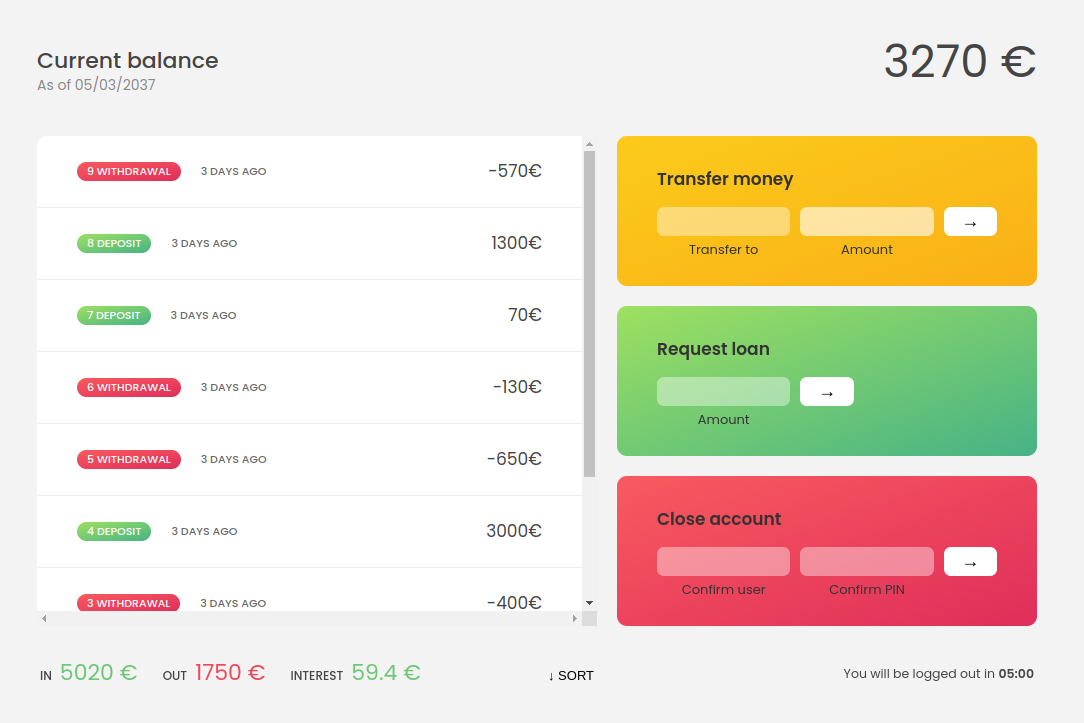 Current balance
As of 05/03/2037
3270 €
9 WITHDRAWAL 3 DAYS AGO -570€
8 DEPOSIT 3 DAYS AGO 1300€
7 DEPOSIT 3 DAYS AGO 70€
6 WITHDRAWAL 3 DAYS AGO -130€
5 WITHDRAWAL 3 DAYS AGO -650€
4 DEPOSIT 3 DAYS AGO 3000€
3 WITHDRAWAL 3 DAYS AGO -400€
Transfer money
→
Transfer to Amount
Request loan
→
Amount
Close account
→
Confirm user Confirm PIN
IN 5020 € OUT 1750 € INTEREST 59.4 € ↓ SORT
You will be logged out in 05:00